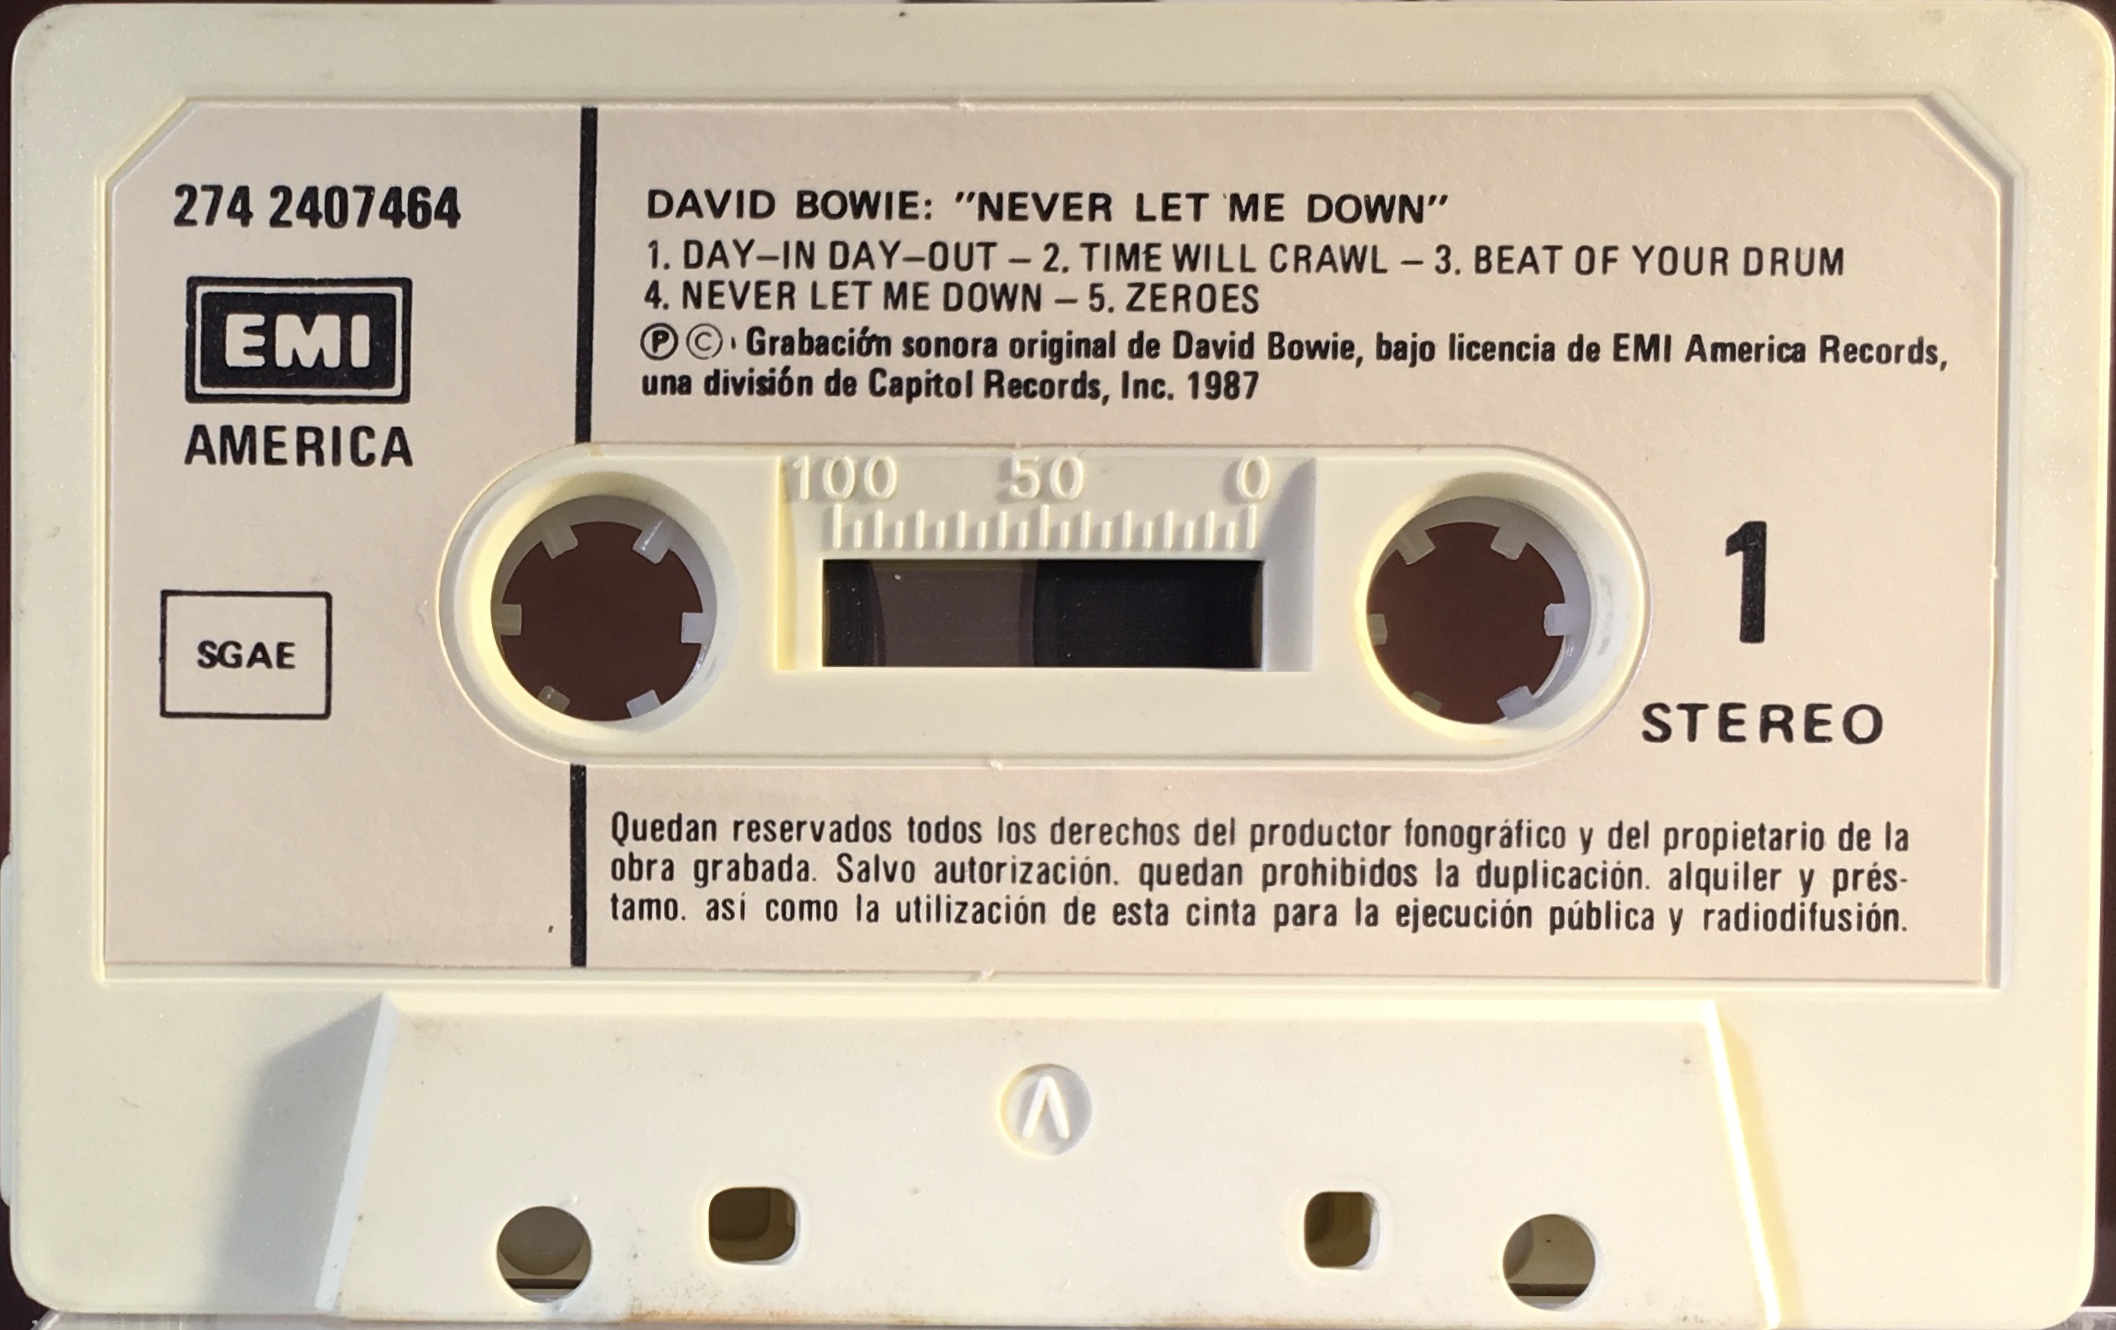 274 2407464
EMI
AMERICA
SGAE
DAVID BOWIE: "NEVER LET ME DOWN"
1. DAY–IN DAY–OUT – 2. TIME WILL CRAWL – 3. BEAT OF YOUR DRUM
4. NEVER LET ME DOWN – 5. ZEROES
Ⓟ Ⓒ Grabación sonora original de David Bowie, bajo licencia de EMI America Records,
una división de Capitol Records, Inc. 1987
100 50 0
1
STEREO
Quedan reservados todos los derechos del productor fonográfico y del propietario de la
obra grabada. Salvo autorización. quedan prohibidos la duplicación. alquiler y prés-
tamo. así como la utilización de esta cinta para la ejecución pública y radiodifusión.